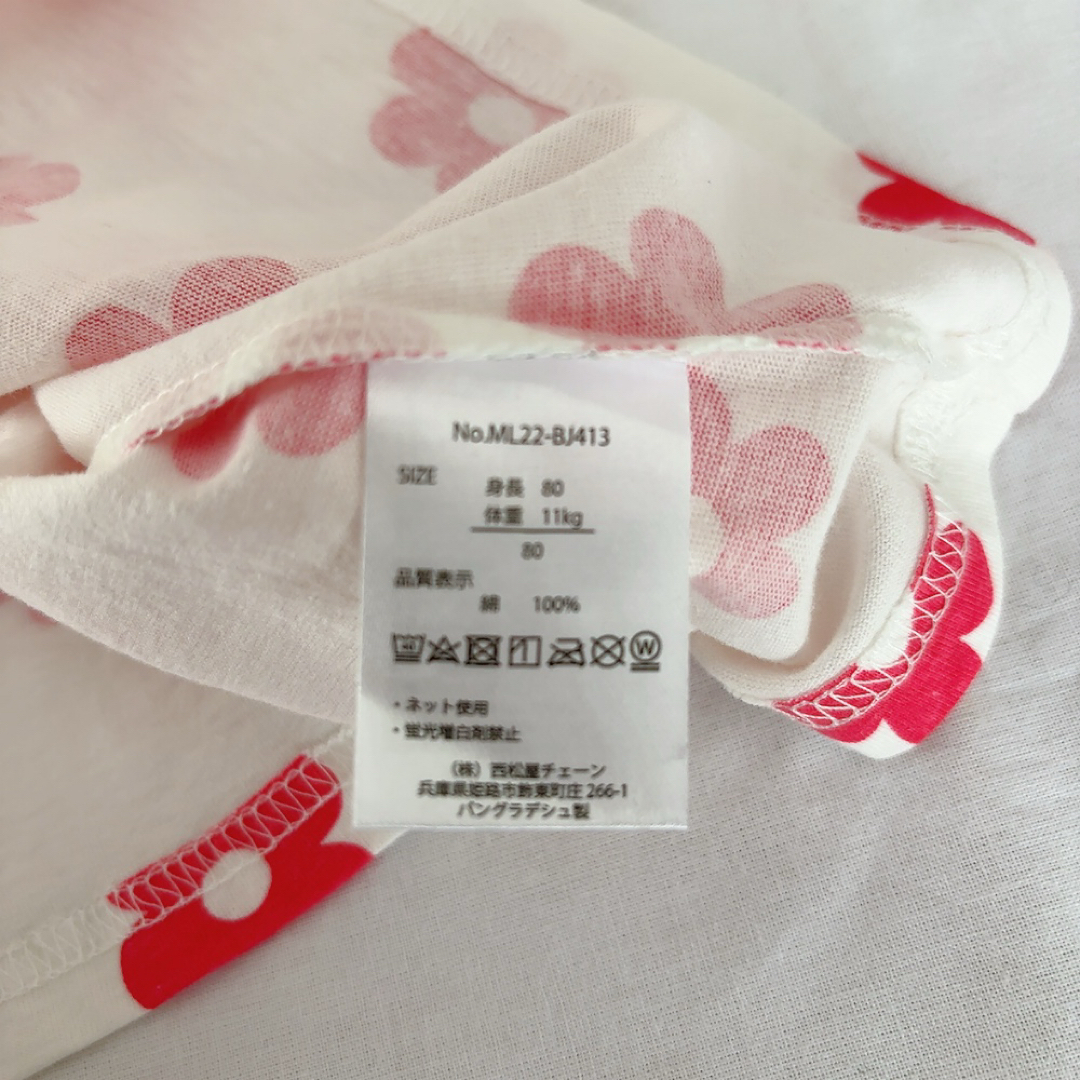 No.ML22-BJ413
SIZE
身長 80
体重 11kg
80
品質表示
綿 100%
W
・ネット使用
・蛍光増白剤禁止
(株) 西松屋チェーン
兵庫県姫路市飾東町庄 266-1
バングラデシュ製